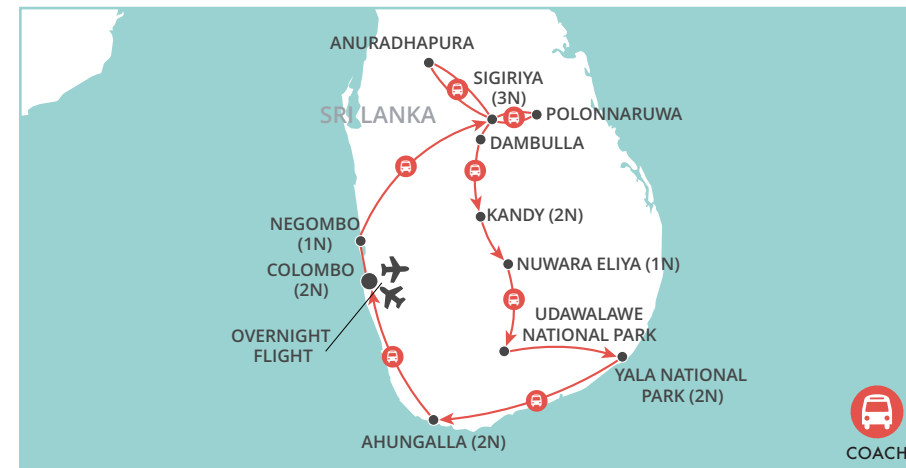 ANURADHAPURA
SIGIRIYA
(3N)
SRI LANKA
POLONNARUWA
DAMBULLA
KANDY (2N)
NEGOMBO
(1N)
NUWARA ELIYA (1N)
COLOMBO
(2N)
UDAWALAWE
NATIONAL PARK
OVERNIGHT
FLIGHT
YALA NATIONAL
PARK (2N)
AHUNGALLA (2N)
COACH